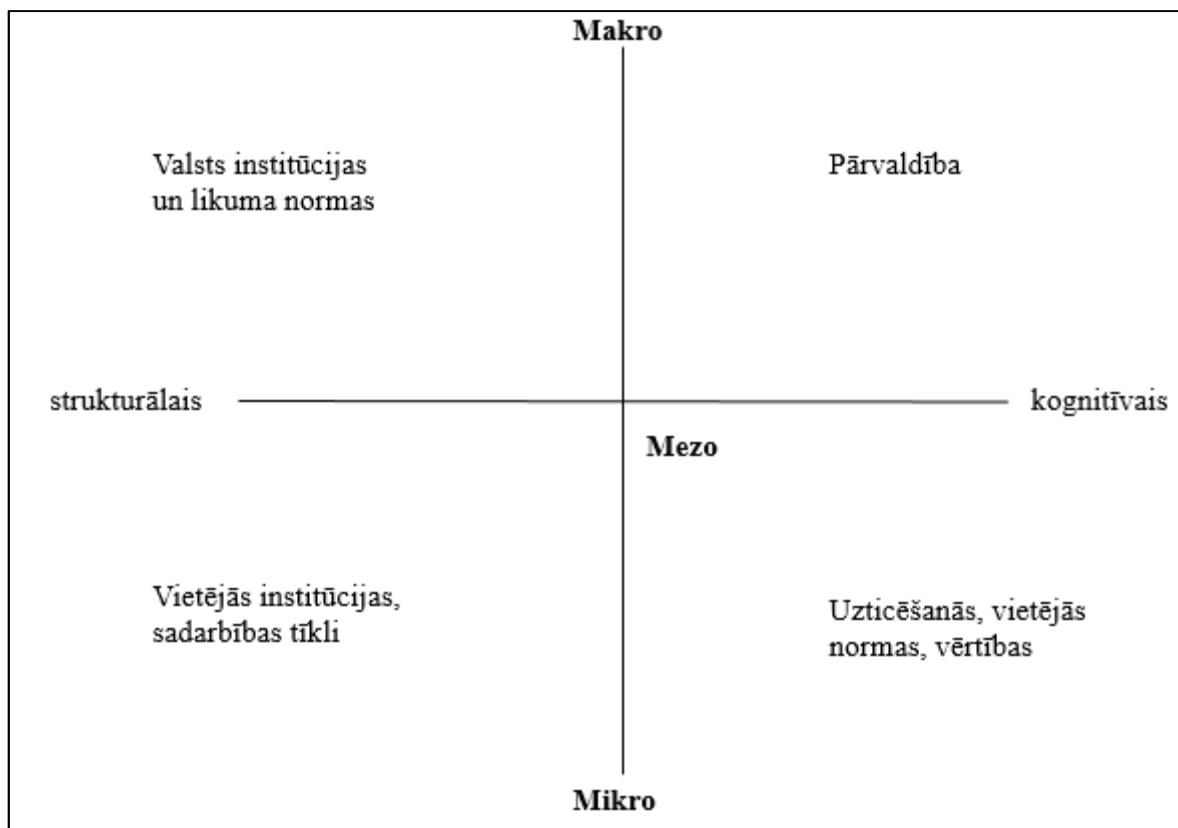 Makro
Valsts institūcijas
un likuma normas
Pārvaldība
strukturālais
kognitīvais
Mezo
Vietējās institūcijas,
sadarbības tīkli
Uzticēšanās, vietējās
normas, vērtības
Mikro